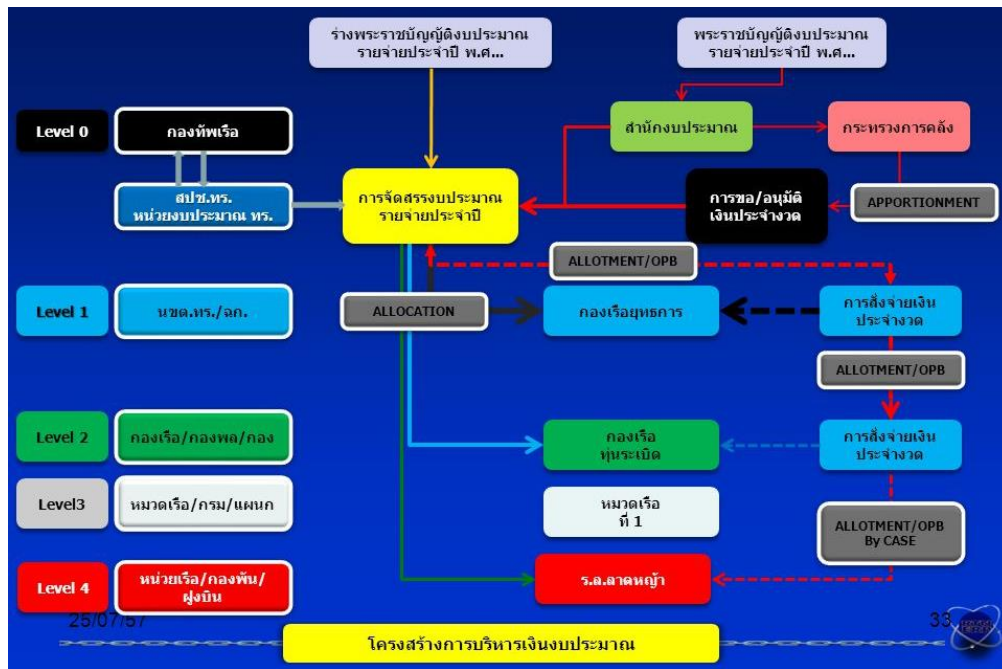 ร่างพระราชบัญญัติงบประมาณ
รายจ่ายประจำปี พ.ศ...
พระราชบัญญัติงบประมาณ
รายจ่ายประจำปี พ.ศ...
Level 0
กองทัพเรือ
สำนักงบประมาณ
กระทรวงการคลัง
สปช.ทร.
หน่วยงบประมาณ ทร.
การจัดสรรงบประมาณ
รายจ่ายประจำปี
การขอ/อนุมัติ
เงินประจำงวด
APPORTIONMENT
ALLOTMENT/OPB
Level 1
นขต.ทร./ฉก.
ALLOCATION
กองเรือยุทธการ
การสั่งจ่ายเงิน
ประจำงวด
ALLOTMENT/OPB
Level 2
กองเรือ/กองพล/กอง
กองเรือ
ทุ่นระเบิด
การสั่งจ่ายเงิน
ประจำงวด
Level3
หมวดเรือ/กรม/แผนก
หมวดเรือ
ที่ 1
ALLOTMENT/OPB
By CASE
Level 4
หน่วยเรือ/กองพัน/
ฝูงบิน
ร.ล.ลาดหญ้า
25/07/57
33
โครงสร้างการบริหารเงินงบประมาณ